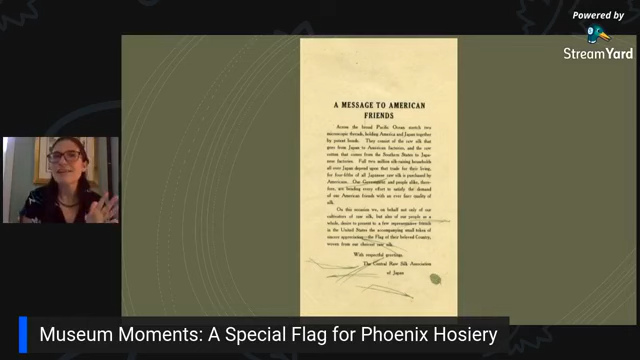 Powered by
StreamYard
A MESSAGE TO AMERICAN
FRIENDS
Across the broad Pacific Ocean stretch two
microscopic threads, holding America and Japan together
by potent bonds. They consist of the raw silk that
goes from Japan to American factories, and the raw
cotton that comes from the Southern States to Japa-
nese factories. Full two million silk-raising households
all over Japan depend upon that trade for their living,
for four-fifths of all Japanese raw silk is purchased by
Americans. Our Government and people alike, there-
fore, are bending every effort to satisfy the demand
of our American friends with an ever finer quality of
silk.
On this occasion we, on behalf not only of our
cultivators of raw silk, but also of our people as a
whole, desire to present to a few representative friends
in the United States the accompanying small token of
sincere appreciation—the Flag of their beloved Country,
woven from our choicest raw silk.
With respectful greetings,
The Central Raw Silk Association
of Japan
Museum Moments: A Special Flag for Phoenix Hosiery